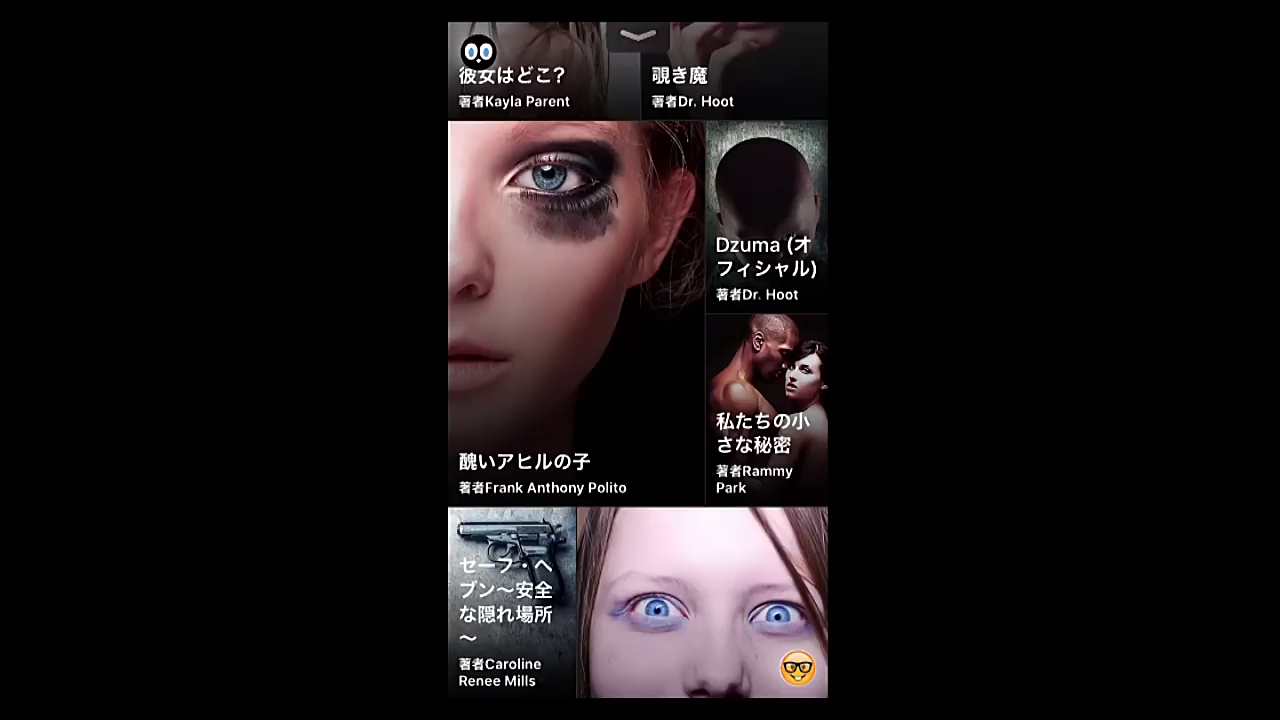 彼女はどこ?
著者Kayla Parent
覗き魔
著者Dr. Hoot
Dzuma (オ
フィシャル)
著者Dr. Hoot
醜いアヒルの子
著者Frank Anthony Polito
私たちの小
さな秘密
著者Rammy
Park
セーフ・ヘ
ブン〜安全
な隠れ場所
〜
著者Caroline
Renee Mills